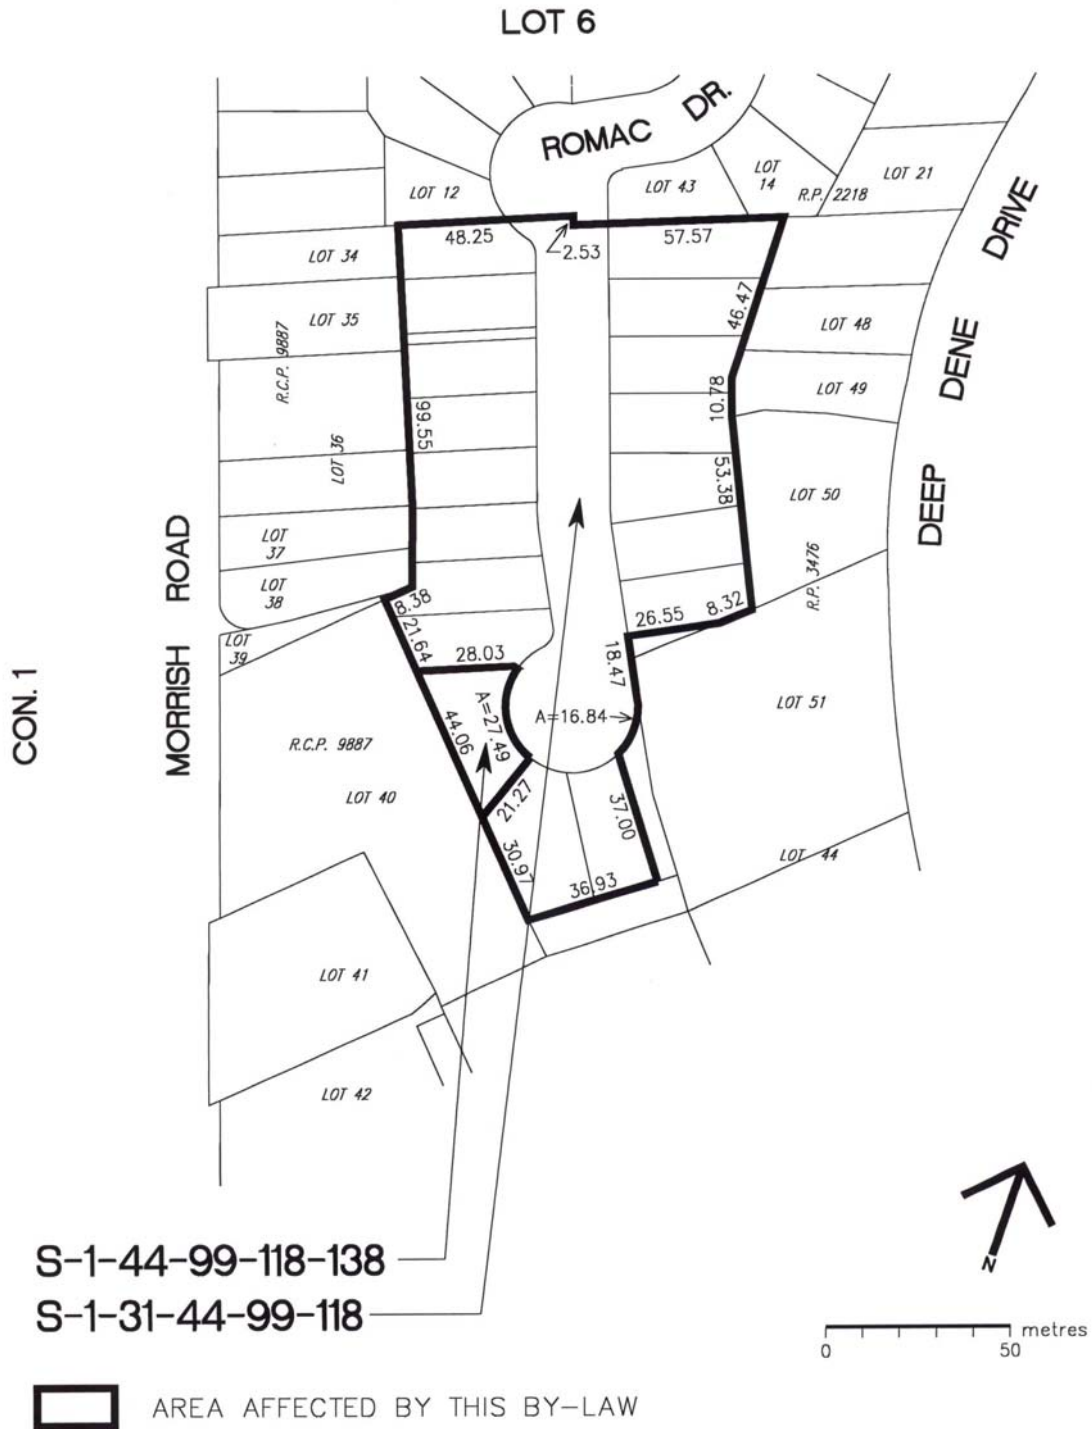 LOT 6
ROMAC DR.
LOT 12
LOT 43
LOT
14
R.P. 2218
LOT 21
48.25
2.53
57.57
LOT 34
LOT 35
R.C.P. 9887
46.47
LOT 48
DEEP DENE DRIVE
10.78
LOT 49
99.55
LOT 36
53.38
LOT 50
LOT
37
LOT
38
R.P. 3476
MORRISH ROAD
8.38
21.64
26.55
8.32
LOT
39
28.03
18.47
CON. 1
A=27.49
A=16.84
LOT 51
44.06
R.C.P. 9887
LOT 40
21.27
37.00
30.97
36.93
LOT 44
LOT 41
LOT 42
S-1-44-99-118-138
S-1-31-44-99-118
N
metres
0 50
AREA AFFECTED BY THIS BY-LAW